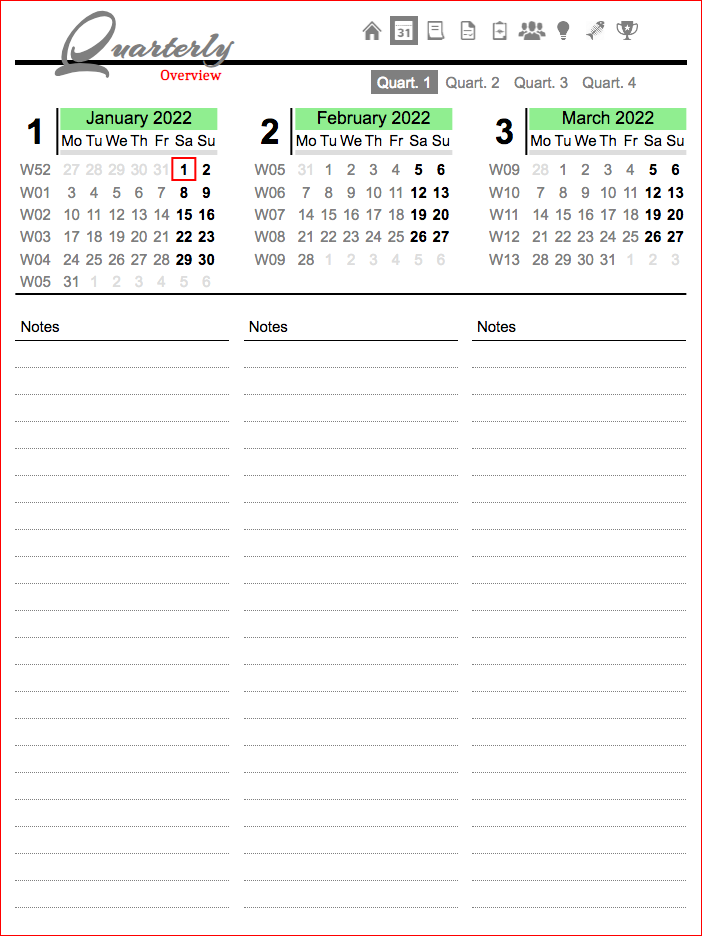 Quarterly
Overview
31
Quart. 1 Quart. 2 Quart. 3 Quart. 4
1 January 2022
Mo Tu We Th Fr Sa Su
W52 27 28 29 30 31 1 2
W01 3 4 5 6 7 8 9
W02 10 11 12 13 14 15 16
W03 17 18 19 20 21 22 23
W04 24 25 26 27 28 29 30
W05 31 1 2 3 4 5 6
2 February 2022
Mo Tu We Th Fr Sa Su
W05 31 1 2 3 4 5 6
W06 7 8 9 10 11 12 13
W07 14 15 16 17 18 19 20
W08 21 22 23 24 25 26 27
W09 28 1 2 3 4 5 6
3 March 2022
Mo Tu We Th Fr Sa Su
W09 28 1 2 3 4 5 6
W10 7 8 9 10 11 12 13
W11 14 15 16 17 18 19 20
W12 21 22 23 24 25 26 27
W13 28 29 30 31 1 2 3
Notes
Notes
Notes